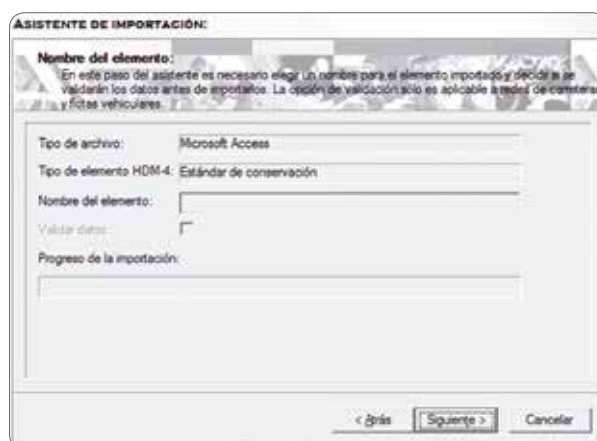 ASISTENTE DE IMPORTACIÓN:
Nombre del elemento:
En este paso del asistente es necesario elegir un nombre para el elemento importado y decidir si se
validarán los datos antes de importarlos. La opción de validación sólo es aplicable a redes de carreteras
y flotas vehiculares.
Tipo de archivo: Microsoft Access
Tipo de elemento HDM-4: Estándar de conservación
Nombre del elemento:
Validar datos:
Progreso de la importación:
< Atrás Siguiente > Cancelar